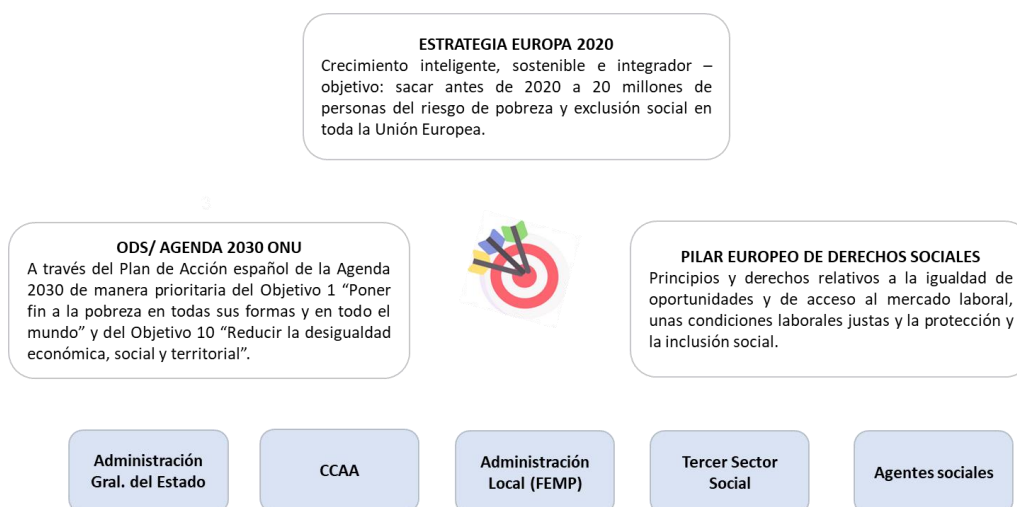 ESTRATEGIA EUROPA 2020
Crecimiento inteligente, sostenible e integrador –
objetivo: sacar antes de 2020 a 20 millones de
personas del riesgo de pobreza y exclusión social en
toda la Unión Europea.
3
ODS/ AGENDA 2030 ONU
A través del Plan de Acción español de la Agenda
2030 de manera prioritaria del Objetivo 1 “Poner
fin a la pobreza en todas sus formas y en todo el
mundo” y del Objetivo 10 “Reducir la desigualdad
económica, social y territorial”.
PILAR EUROPEO DE DERECHOS SOCIALES
Principios y derechos relativos a la igualdad de
oportunidades y de acceso al mercado laboral,
unas condiciones laborales justas y la protección y
la inclusión social.
Administración
Gral. del Estado
CCAA
Administración
Local (FEMP)
Tercer Sector
Social
Agentes sociales